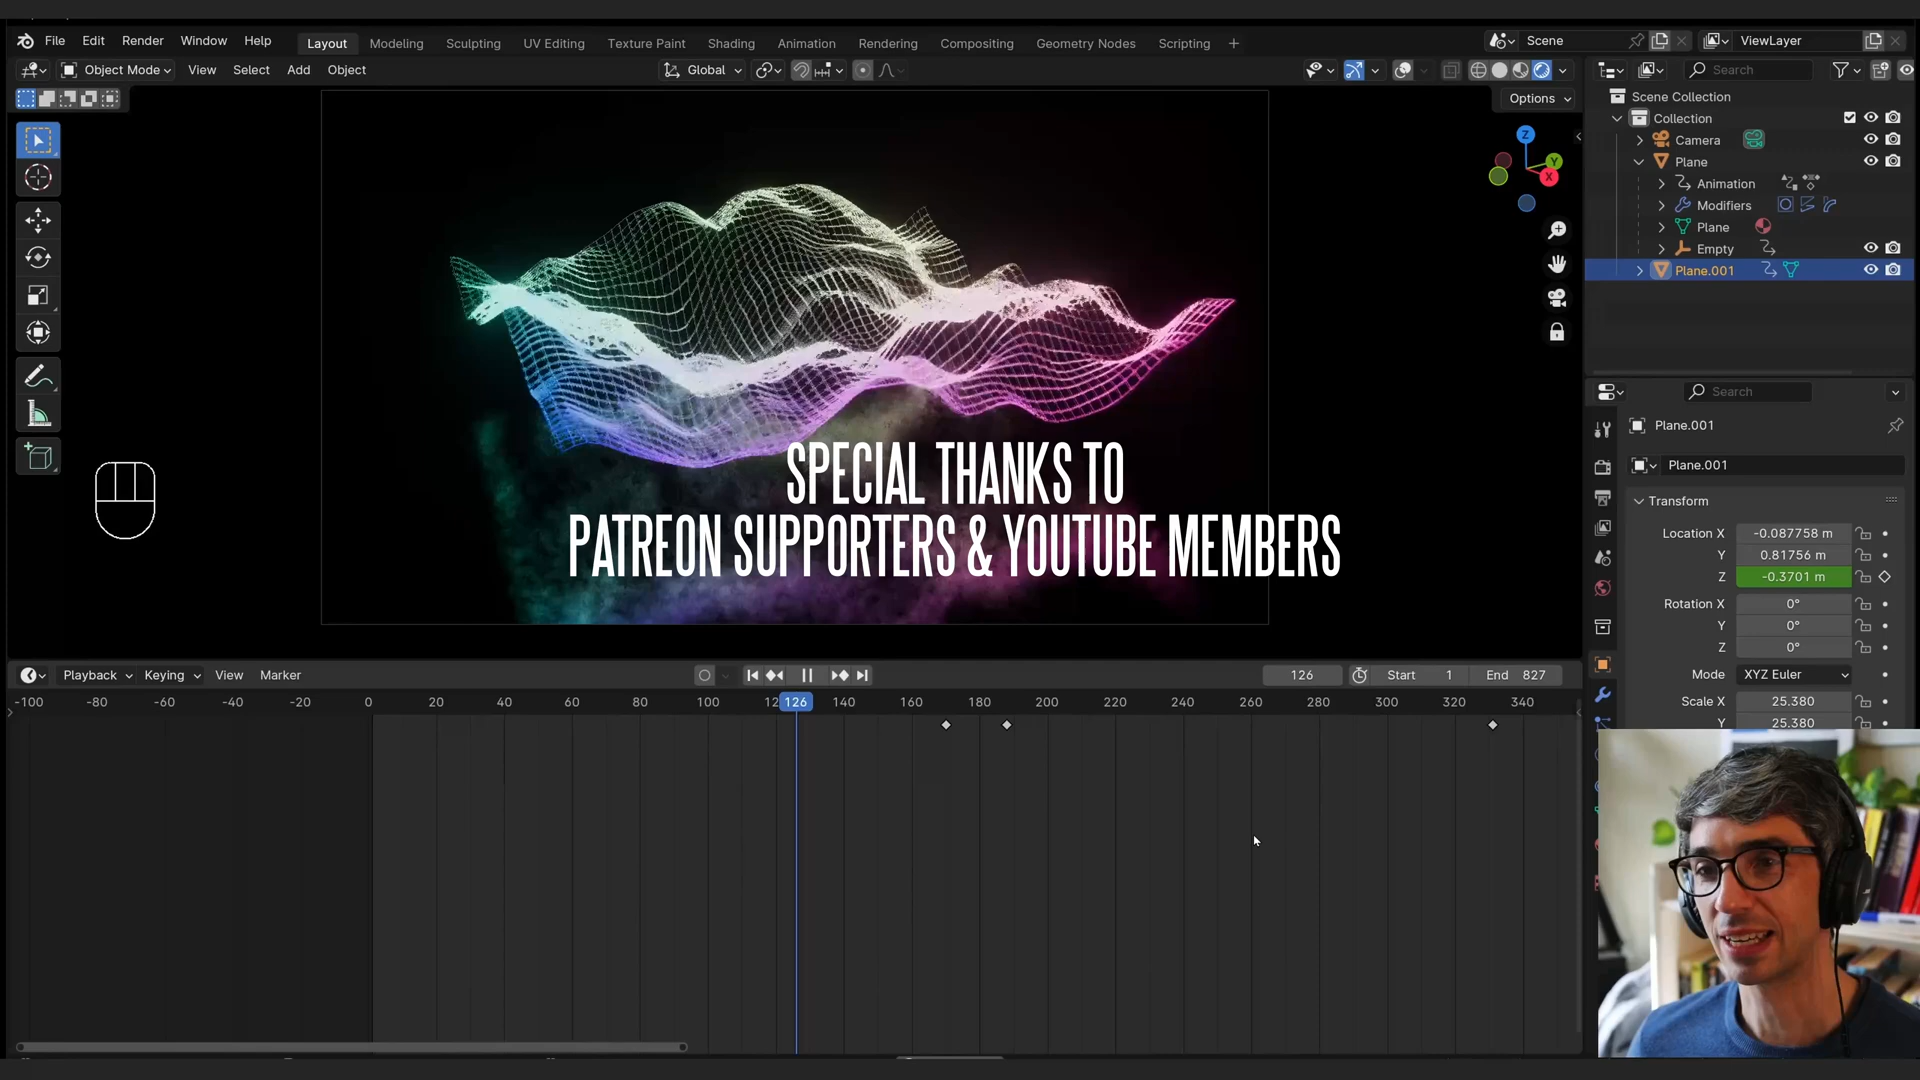 File Edit Render Window Help Layout Modeling Sculpting UV Editing Texture Paint Shading Animation Rendering Compositing Geometry Nodes Scripting + Scene ViewLayer
Object Mode View Select Add Object Global Search
Options
Scene Collection
Collection
Camera
Plane
Animation
Modifiers
Plane
Empty
Plane.001
Z
Y
X
Search
Plane.001
Plane.001
Transform
Location X -0.087758 m
Y 0.81756 m
Z -0.3701 m
Rotation X 0°
Y 0°
Z 0°
Mode XYZ Euler
Scale X 25.380
Y 25.380
SPECIAL THANKS TO
PATREON SUPPORTERS & YOUTUBE MEMBERS
Playback Keying View Marker 126 Start 1 End 827
-100 -80 -60 -40 -20 0 20 40 60 80 100 12 126 140 160 180 200 220 240 260 280 300 320 340